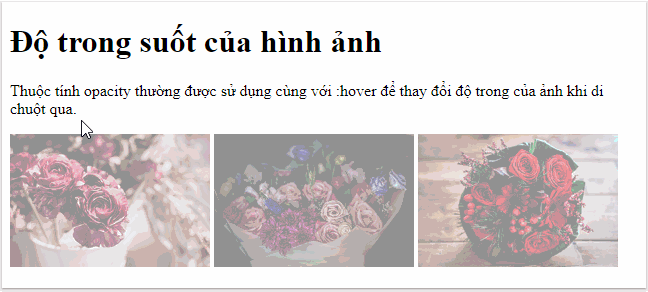 Độ trong suốt của hình ảnh
Thuộc tính opacity thường được sử dụng cùng với :hover để thay đổi độ trong của ảnh khi di
chuột qua.